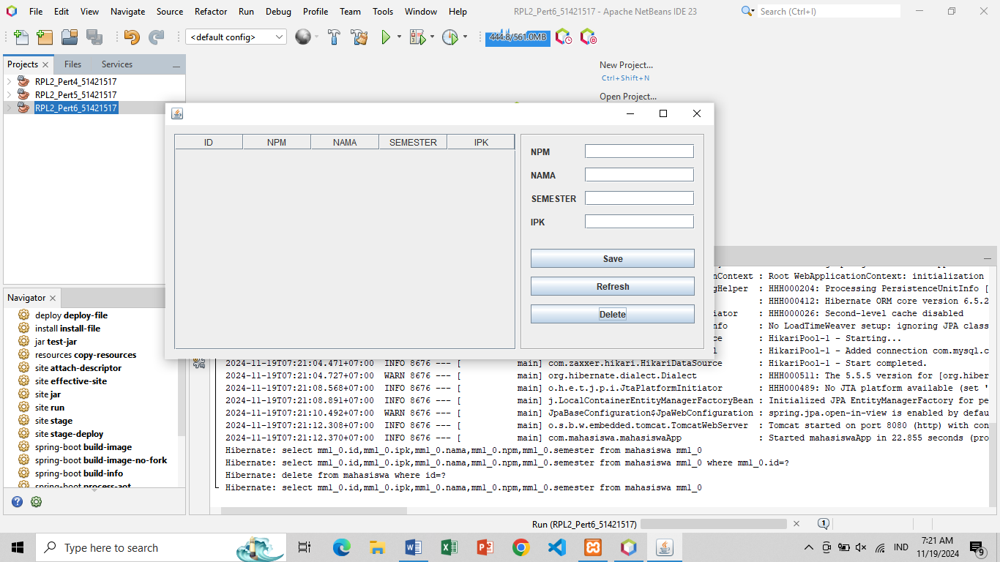 File Edit View Navigate Source Refactor Run Debug Profile Team Tools Window Help RPL2_Pert6_51421517 - Apache NetBeans IDE 23 Search (Ctrl+I)
<default config> 444.8/561.0MB
Projects Files Services
RPL2_Pert4_51421517
RPL2_Pert5_51421517
RPL2_Pert6_51421517
New Project...
Ctrl+Shift+N
Open Project...
ID NPM NAMA SEMESTER IPK
NPM
NAMA
SEMESTER
IPK
Save
Refresh
Delete
Navigator
deploy deploy-file
install install-file
jar test-jar
resources copy-resources
site attach-descriptor
site effective-site
site jar
site run
site stage
site stage-deploy
spring-boot build-image
spring-boot build-image-no-fork
spring-boot build-info
spring-boot process-aot
nContext : Root WebApplicationContext: initialization
gHelper : HHH000204: Processing PersistenceUnitInfo [
: HHH000412: Hibernate ORM core version 6.5.2
iator : HHH000026: Second-level cache disabled
nfo : No LoadTimeWeaver setup: ignoring JPA class
ce : HikariPool-1 - Starting...
l : HikariPool-1 - Added connection com.mysql.c
2024-11-19T07:21:04.471+07:00 INFO 8676 --- [ main] com.zaxxer.hikari.HikariDataSource : HikariPool-1 - Start completed.
2024-11-19T07:21:04.727+07:00 WARN 8676 --- [ main] org.hibernate.dialect.Dialect : HHH000511: The 5.5.5 version for [org.hiber
2024-11-19T07:21:08.568+07:00 INFO 8676 --- [ main] o.h.e.t.j.p.i.JtaPlatformInitiator : HHH000489: No JTA platform available (set '
2024-11-19T07:21:08.891+07:00 INFO 8676 --- [ main] j.LocalContainerEntityManagerFactoryBean : Initialized JPA EntityManagerFactory for pe
2024-11-19T07:21:10.492+07:00 WARN 8676 --- [ main] JpaBaseConfiguration$JpaWebConfiguration : spring.jpa.open-in-view is enabled by defau
2024-11-19T07:21:12.308+07:00 INFO 8676 --- [ main] o.s.b.w.embedded.tomcat.TomcatWebServer : Tomcat started on port 8080 (http) with con
2024-11-19T07:21:12.370+07:00 INFO 8676 --- [ main] com.mahasiswa.mahasiswaApp : Started mahasiswaApp in 22.855 seconds (pro
Hibernate: select mm1_0.id,mm1_0.ipk,mm1_0.nama,mm1_0.npm,mm1_0.semester from mahasiswa mm1_0
Hibernate: select mm1_0.id,mm1_0.ipk,mm1_0.nama,mm1_0.npm,mm1_0.semester from mahasiswa mm1_0 where mm1_0.id=?
Hibernate: delete from mahasiswa where id=?
Hibernate: select mm1_0.id,mm1_0.ipk,mm1_0.nama,mm1_0.npm,mm1_0.semester from mahasiswa mm1_0
Run (RPL2_Pert6_51421517) 1
Type here to search
IND
7:21 AM
11/19/2024
9